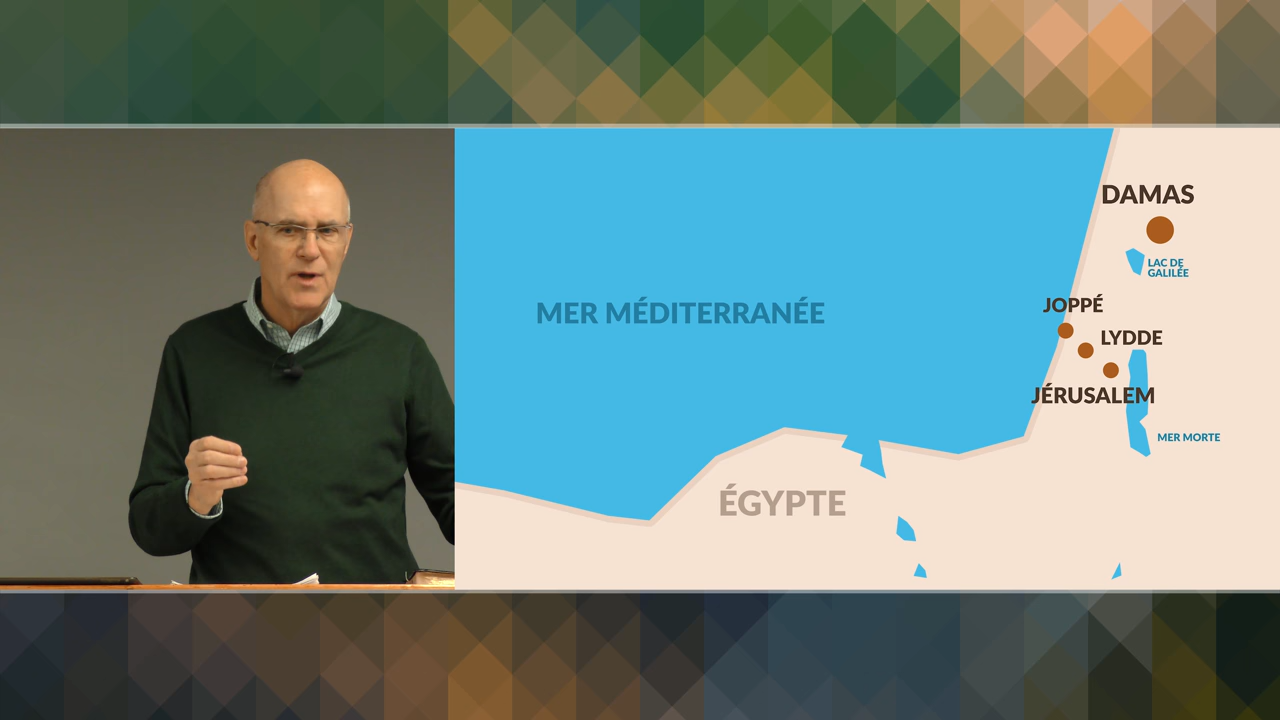 DAMAS
LAC DE
GALILÉE
JOPPÉ
MER MÉDITERRANÉE
LYDDE
JÉRUSALEM
MER MORTE
ÉGYPTE